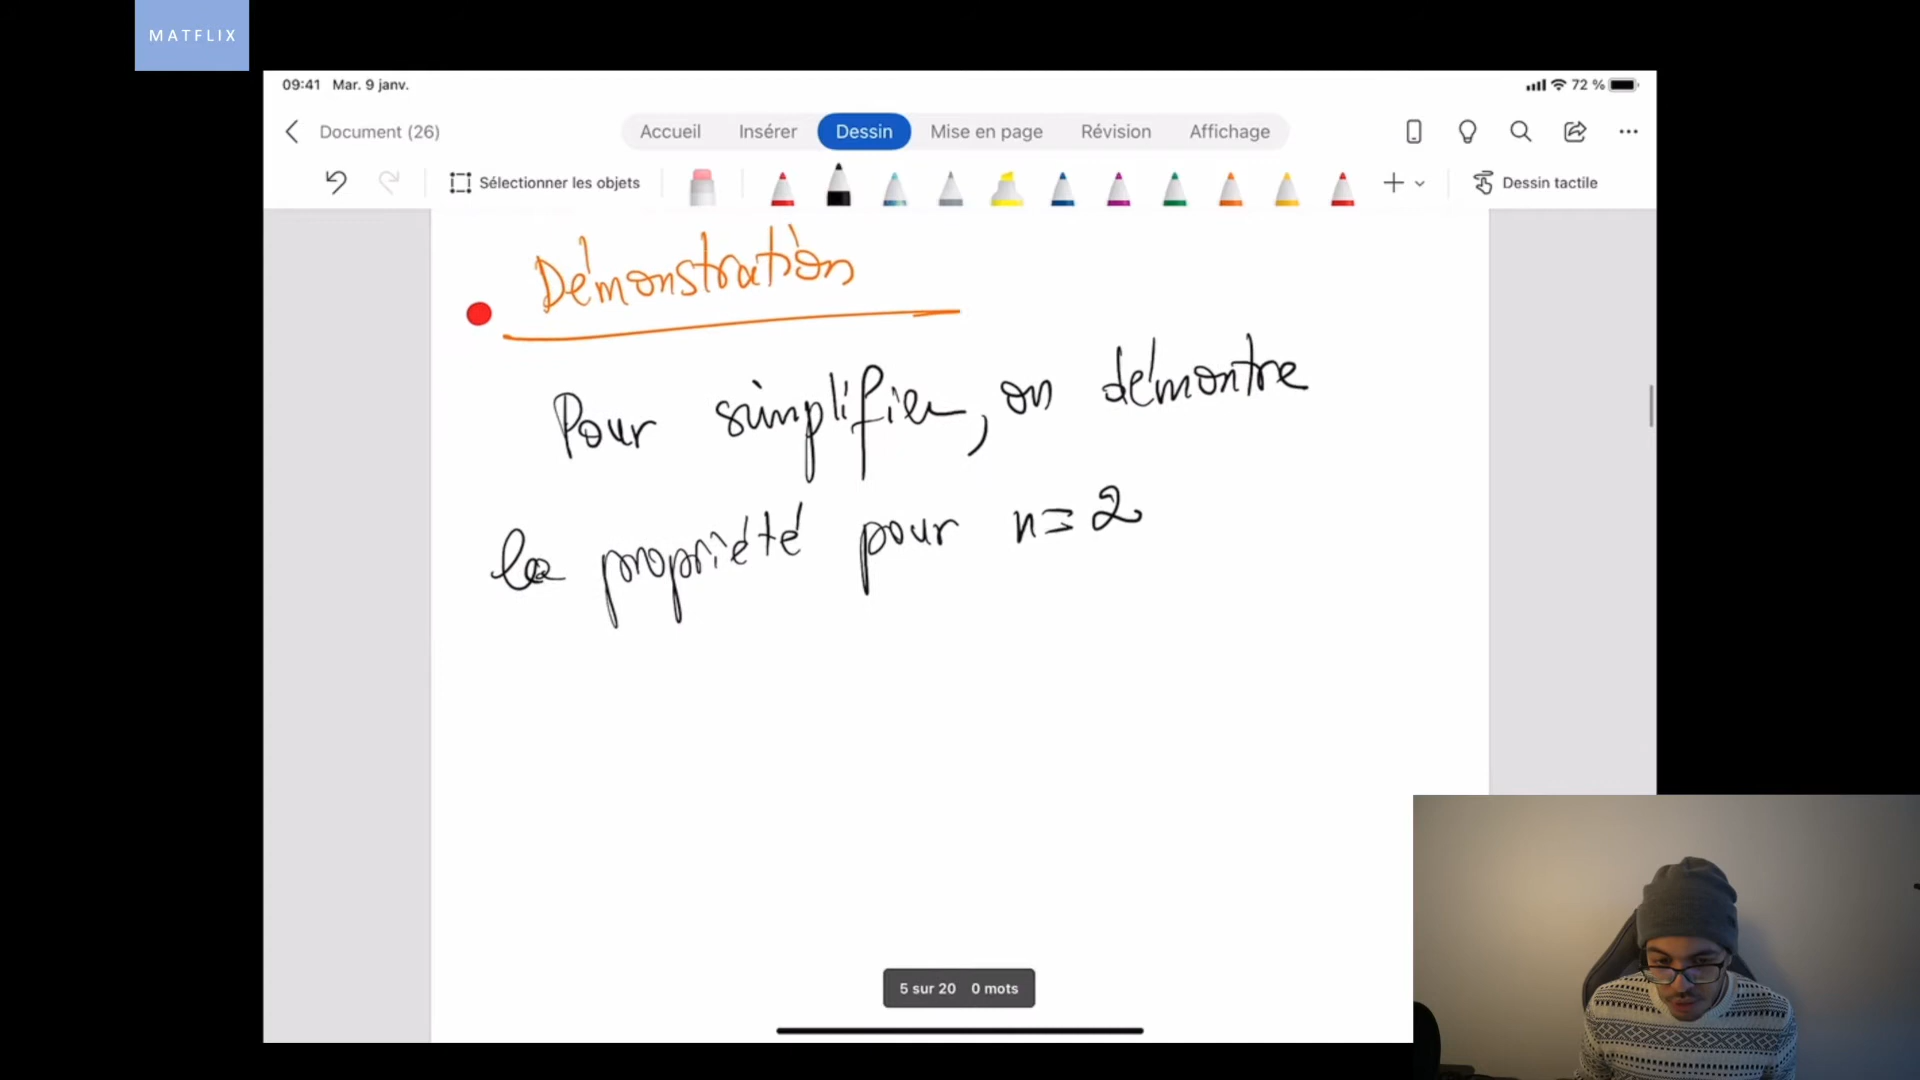 MATFLIX
09:41 Mar. 9 janv.
72 %
Document (26)
Accueil Insérer Dessin Mise en page Révision Affichage
Sélectionner les objets
Dessin tactile
Démonstration
Pour simplifier, on démontre
la propriété pour n = 2
5 sur 20 0 mots